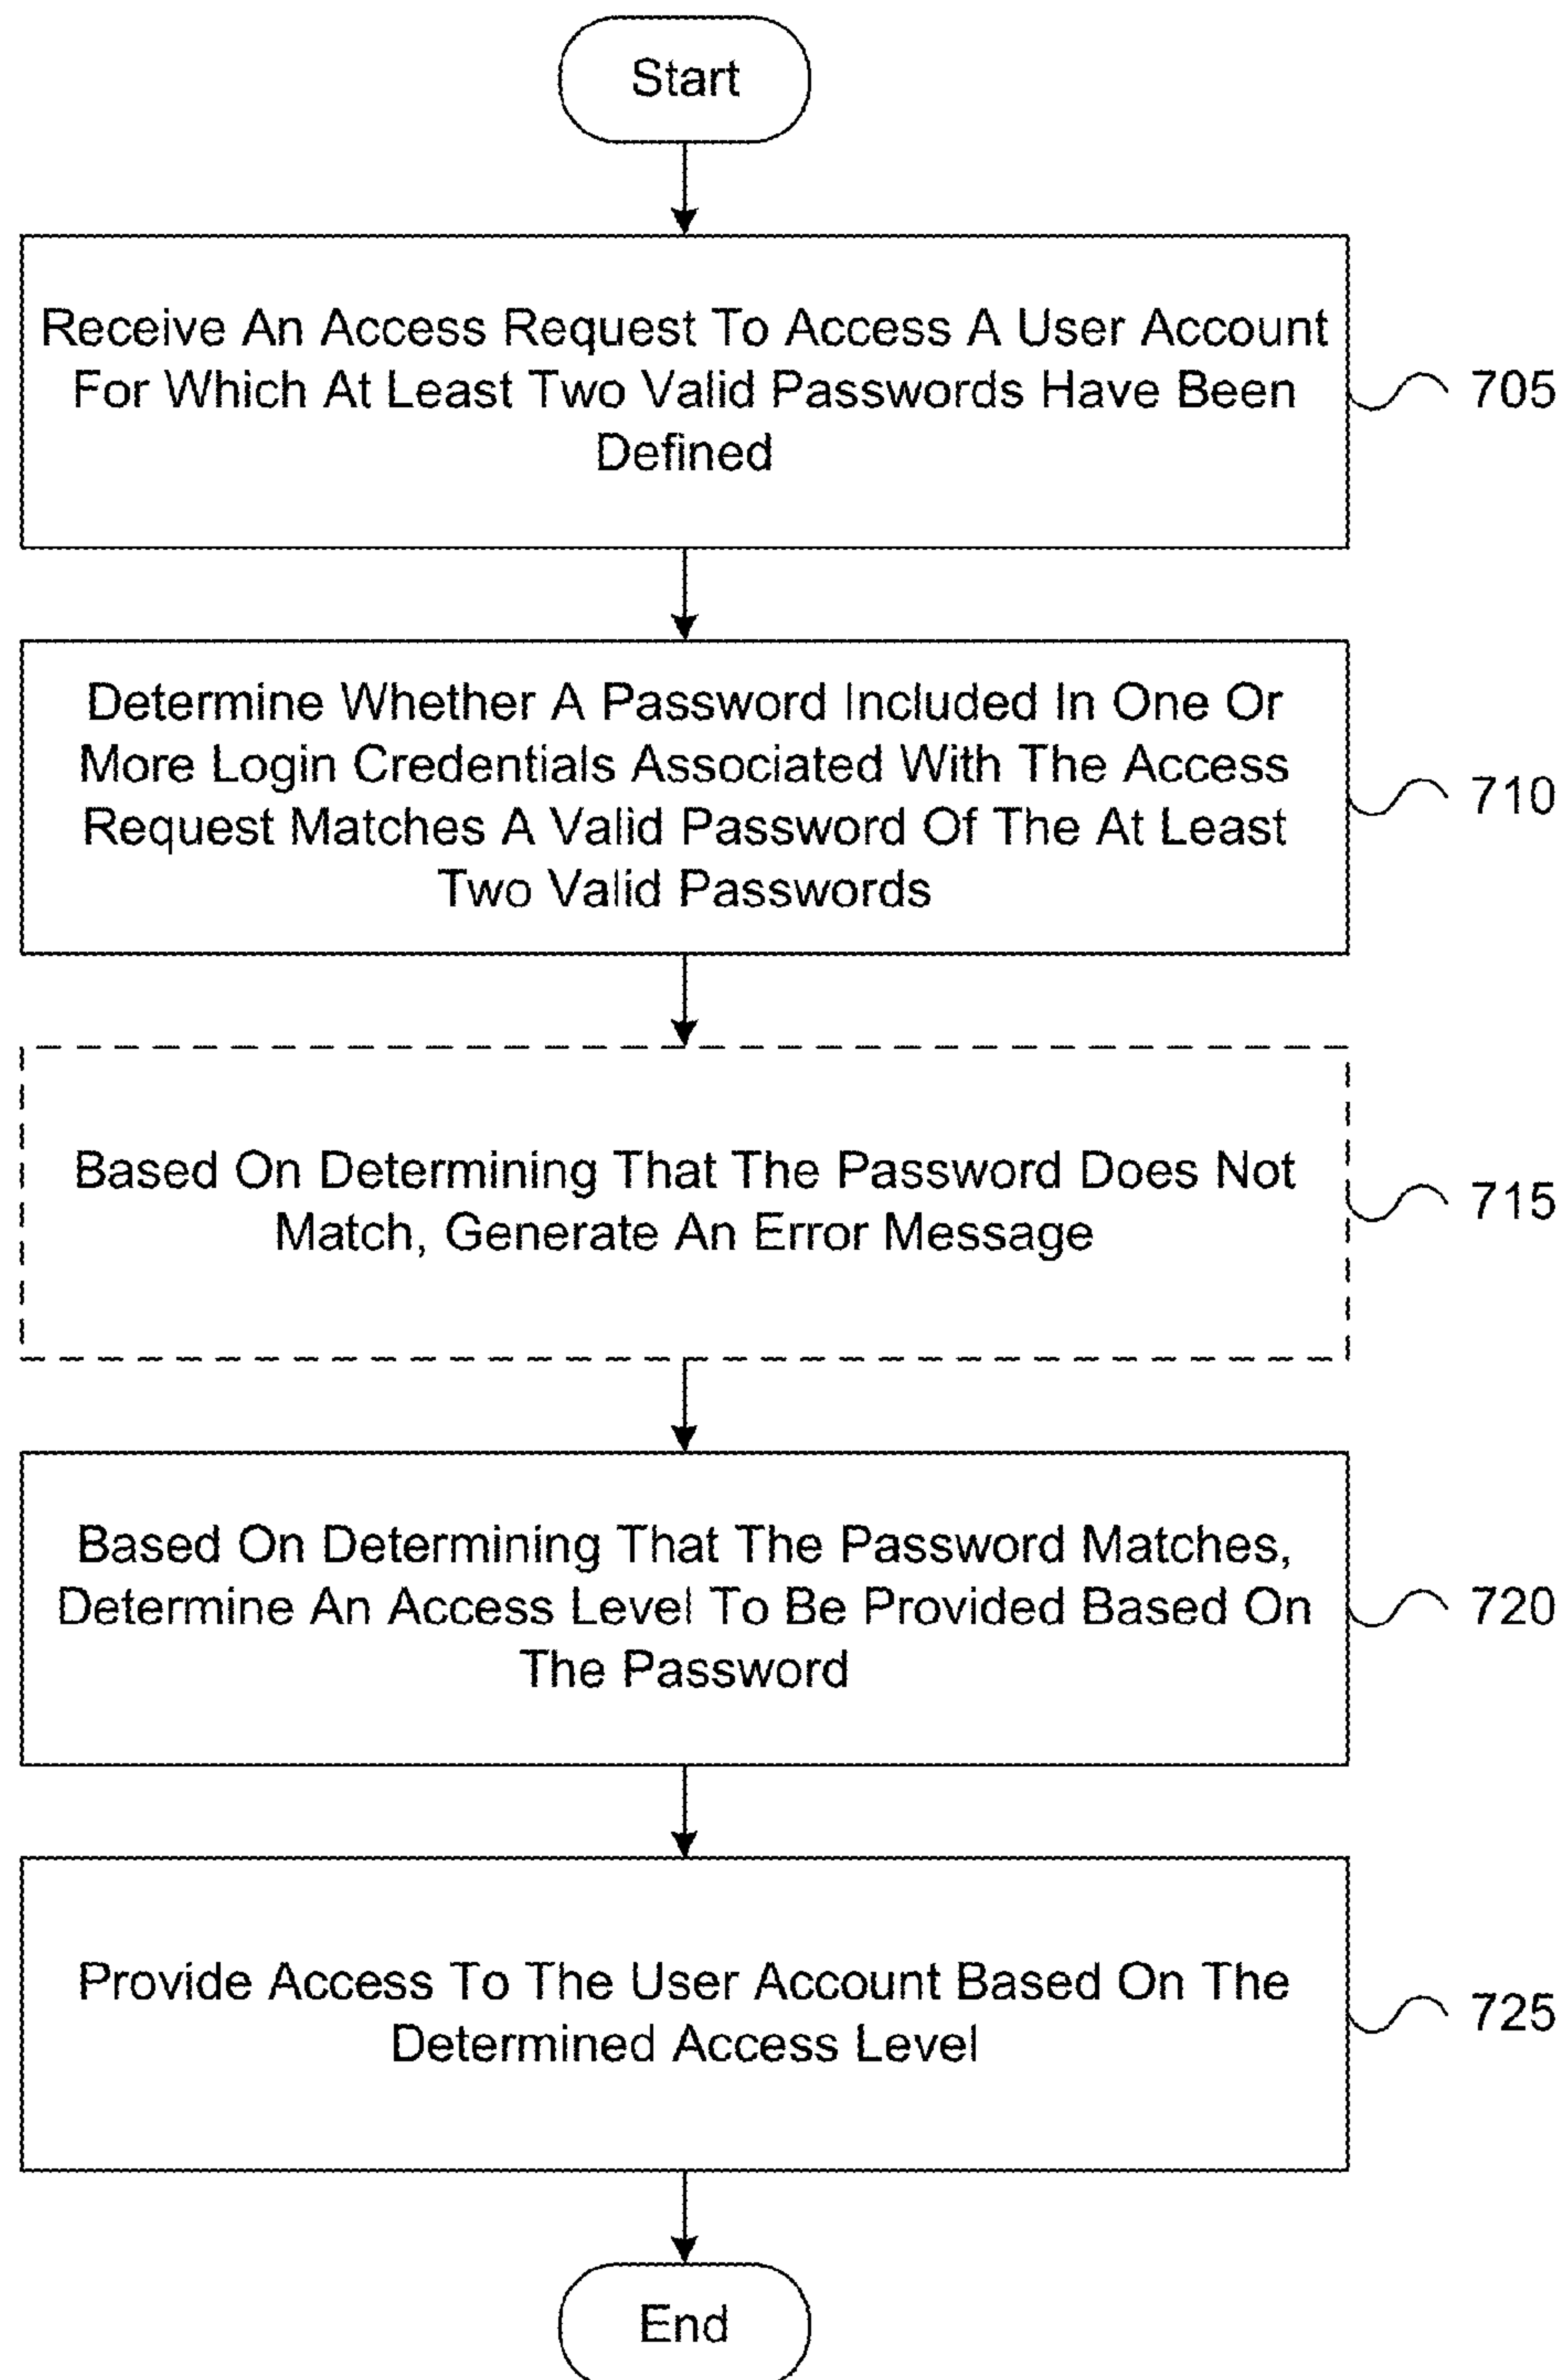 Start
Receive An Access Request To Access A User Account
For Which At Least Two Valid Passwords Have Been
Defined
705
Determine Whether A Password Included In One Or
More Login Credentials Associated With The Access
Request Matches A Valid Password Of The At Least
Two Valid Passwords
710
Based On Determining That The Password Does Not
Match, Generate An Error Message
715
Based On Determining That The Password Matches,
Determine An Access Level To Be Provided Based On
The Password
720
Provide Access To The User Account Based On The
Determined Access Level
725
End